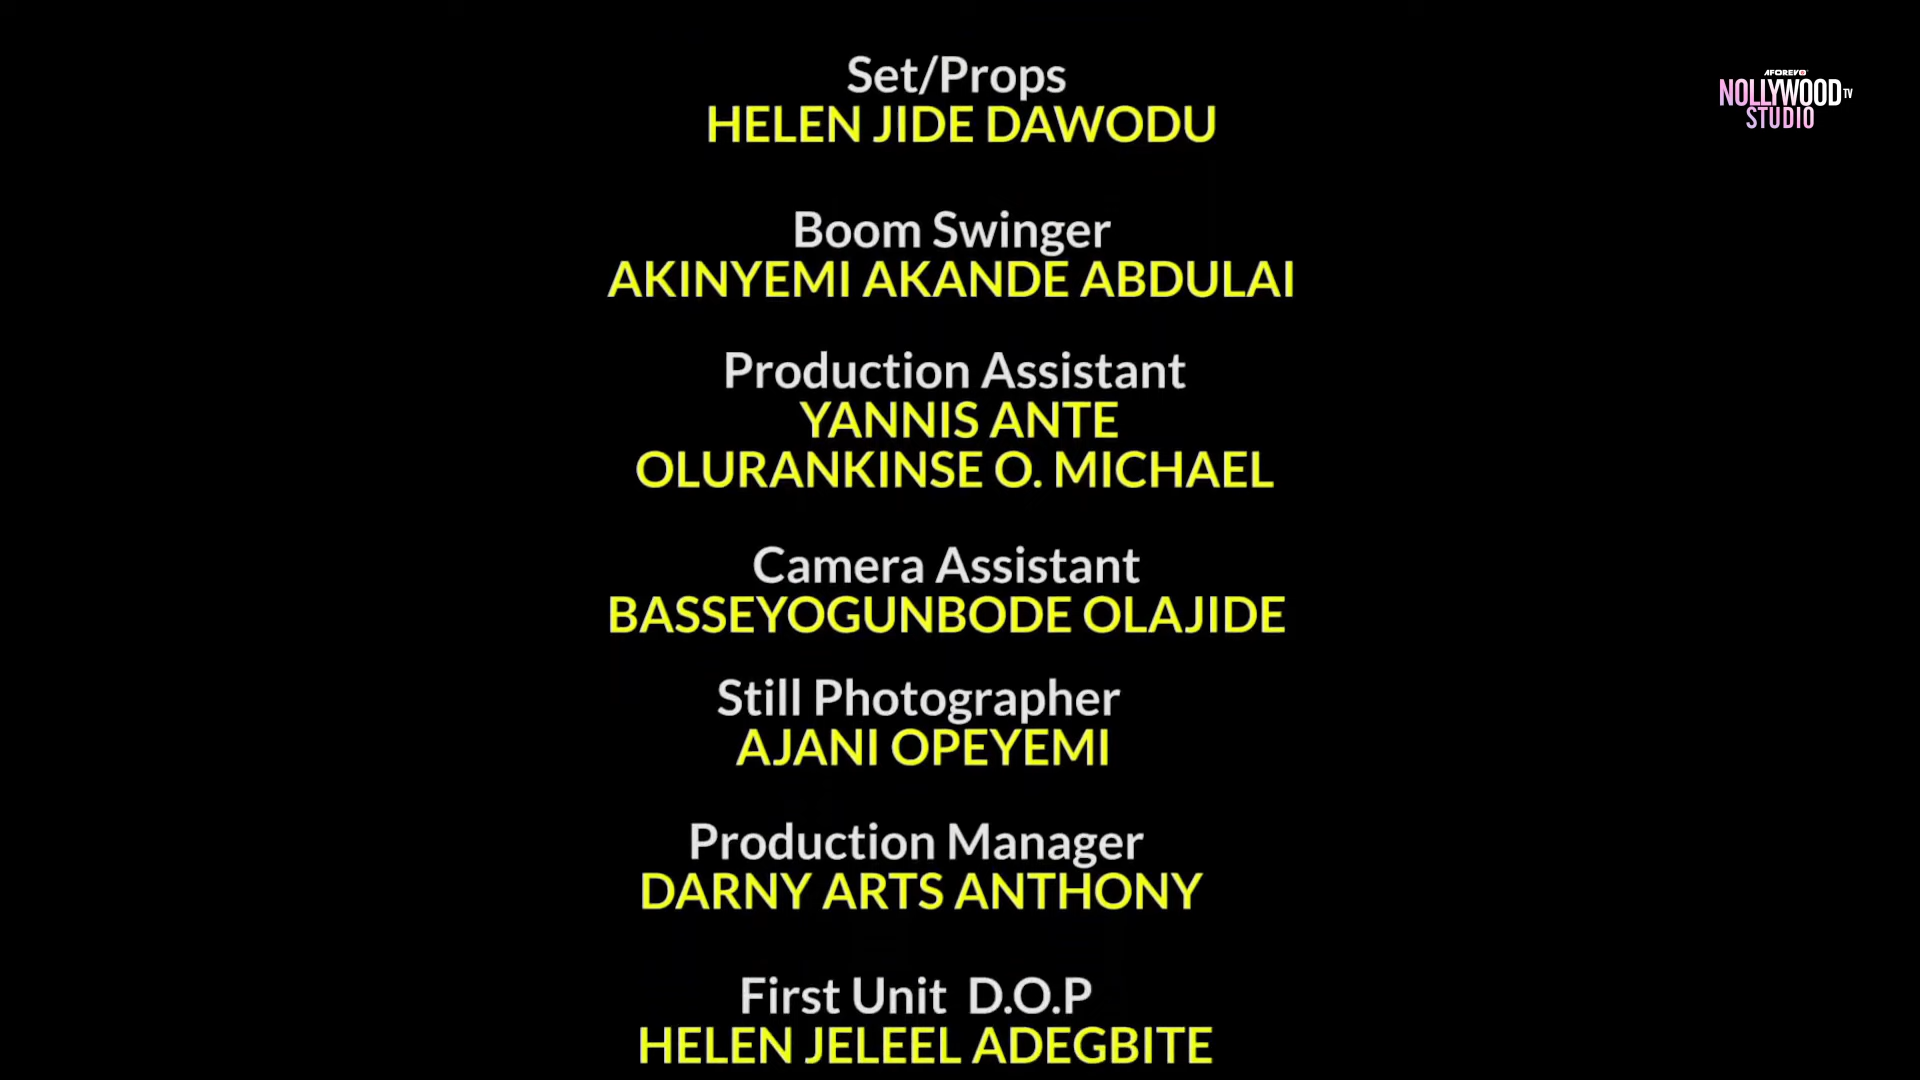 Set/Props
HELEN JIDE DAWODU
AFOREVO
NOLLYWOOD TV
STUDIO
Boom Swinger
AKINYEMI AKANDE ABDULAI
Production Assistant
YANNIS ANTE
OLURANKINSE O. MICHAEL
Camera Assistant
BASSEYOGUNBODE OLAJIDE
Still Photographer
AJANI OPEYEMI
Production Manager
DARNY ARTS ANTHONY
First Unit  D.O.P
HELEN JELEEL ADEGBITE